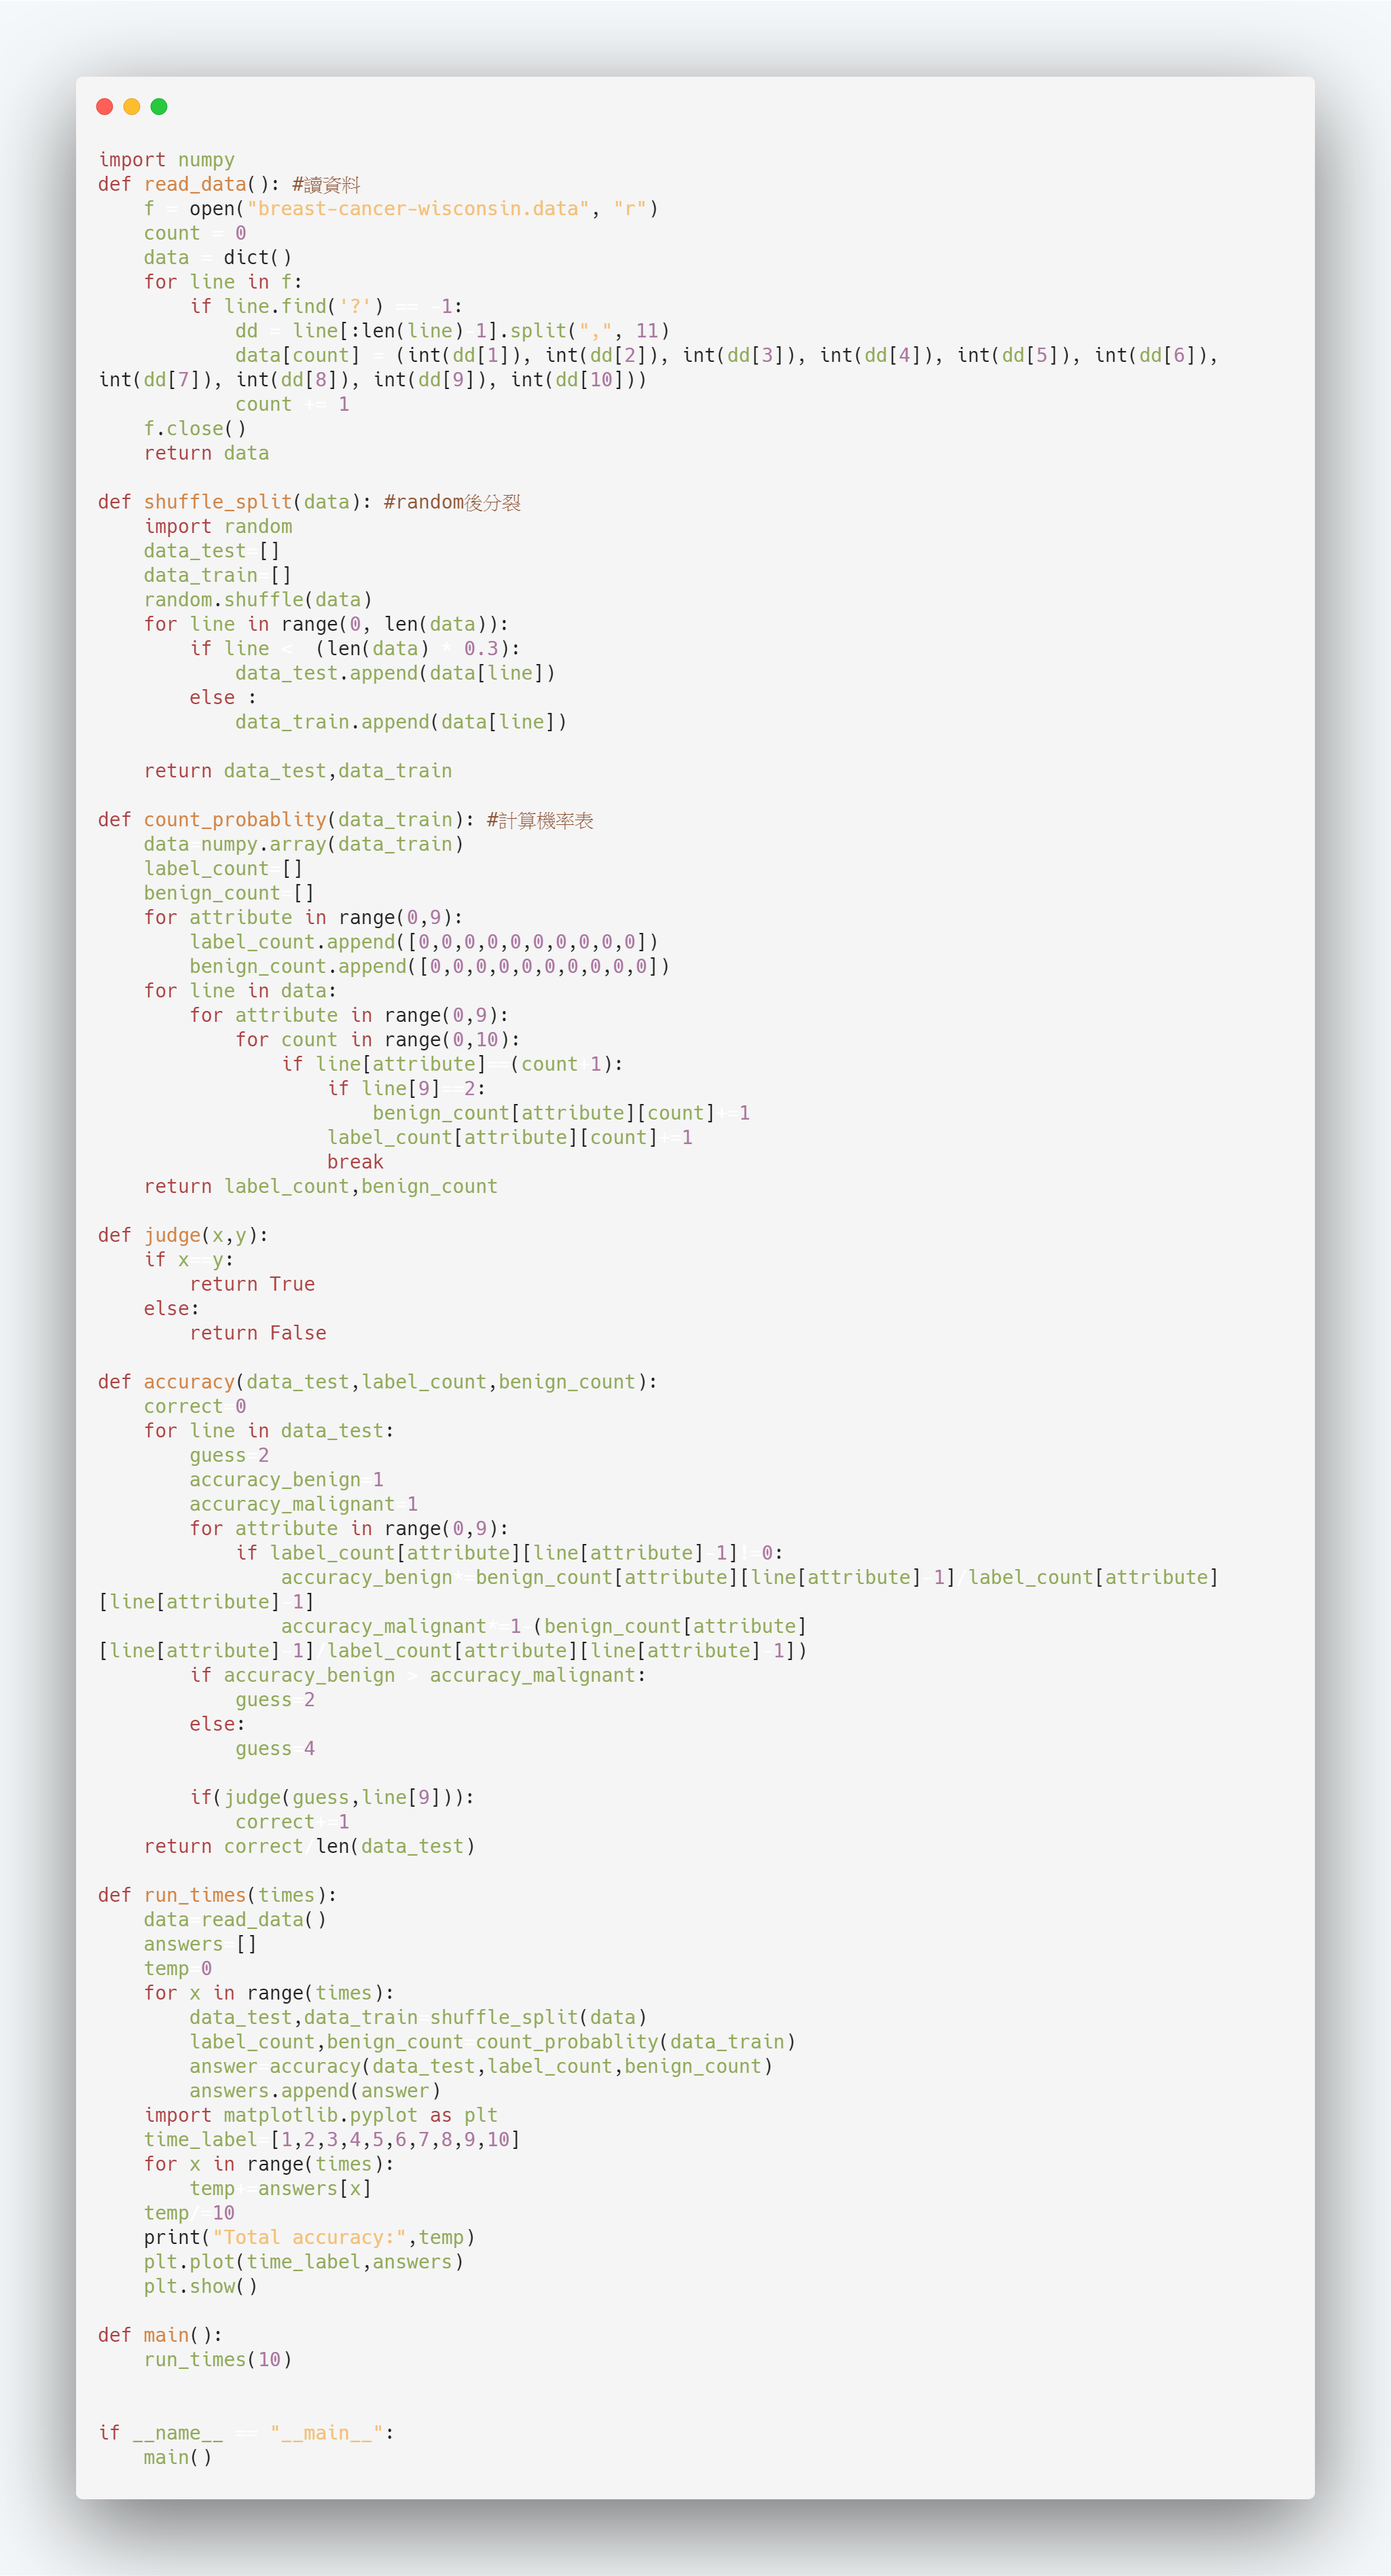 import numpy
def read_data(): #讀資料
    f = open("breast-cancer-wisconsin.data", "r")
    count = 0
    data = dict()
    for line in f:
        if line.find('?') == -1:
            dd = line[:len(line)-1].split(",", 11)
            data[count] = (int(dd[1]), int(dd[2]), int(dd[3]), int(dd[4]), int(dd[5]), int(dd[6]),
int(dd[7]), int(dd[8]), int(dd[9]), int(dd[10]))
            count += 1
    f.close()
    return data

def shuffle_split(data): #random後分裂
    import random
    data_test=[]
    data_train=[]
    random.shuffle(data)
    for line in range(0, len(data)):
        if line <  (len(data) * 0.3):
            data_test.append(data[line])
        else :
            data_train.append(data[line])

    return data_test,data_train

def count_probablity(data_train): #計算機率表
    data=numpy.array(data_train)
    label_count=[]
    benign_count=[]
    for attribute in range(0,9):
        label_count.append([0,0,0,0,0,0,0,0,0,0])
        benign_count.append([0,0,0,0,0,0,0,0,0,0])
    for line in data:
        for attribute in range(0,9):
            for count in range(0,10):
                if line[attribute]==(count+1):
                    if line[9]==2:
                        benign_count[attribute][count]+=1
                    label_count[attribute][count]+=1
                    break
    return label_count,benign_count

def judge(x,y):
    if x==y:
        return True
    else:
        return False

def accuracy(data_test,label_count,benign_count):
    correct=0
    for line in data_test:
        guess=2
        accuracy_benign=1
        accuracy_malignant=1
        for attribute in range(0,9):
            if label_count[attribute][line[attribute]-1]!=0:
                accuracy_benign*=benign_count[attribute][line[attribute]-1]/label_count[attribute]
[line[attribute]-1]
                accuracy_malignant*=1-(benign_count[attribute]
[line[attribute]-1]/label_count[attribute][line[attribute]-1])
        if accuracy_benign > accuracy_malignant:
            guess=2
        else:
            guess=4

        if(judge(guess,line[9])):
            correct+=1
    return correct/len(data_test)

def run_times(times):
    data=read_data()
    answers=[]
    temp=0
    for x in range(times):
        data_test,data_train=shuffle_split(data)
        label_count,benign_count=count_probablity(data_train)
        answer=accuracy(data_test,label_count,benign_count)
        answers.append(answer)
    import matplotlib.pyplot as plt
    time_label=[1,2,3,4,5,6,7,8,9,10]
    for x in range(times):
        temp+=answers[x]
    temp/=10
    print("Total accuracy:",temp)
    plt.plot(time_label,answers)
    plt.show()

def main():
    run_times(10)


if __name__ == "__main__":
    main()